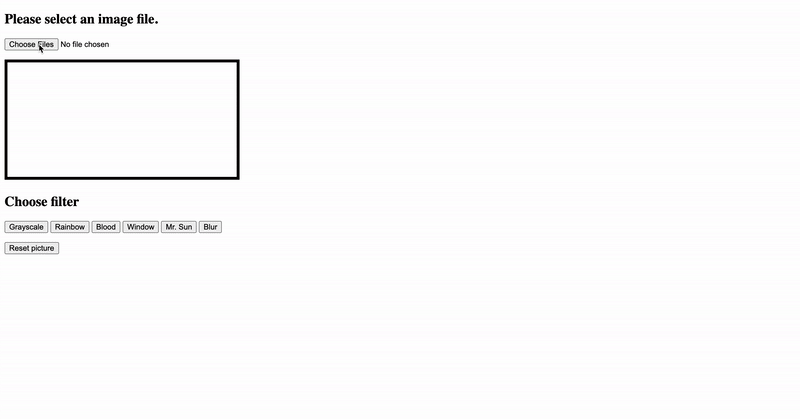 Please select an image file.
Choose Files No file chosen
Choose filter
Grayscale Rainbow Blood Window Mr. Sun Blur
Reset picture